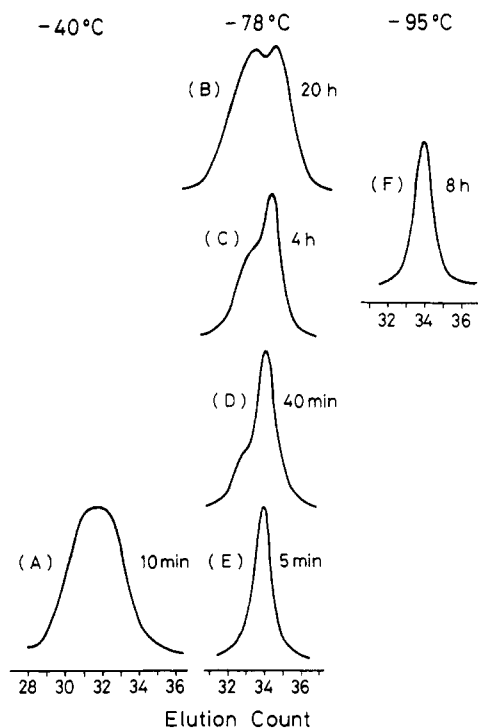 -40°C -78°C -95°C
(B) 20 h
(F) 8 h
(C) 4 h
32 34 36
(D) 40 min
(A) 10 min (E) 5 min
28 30 32 34 36 32 34 36
Elution Count